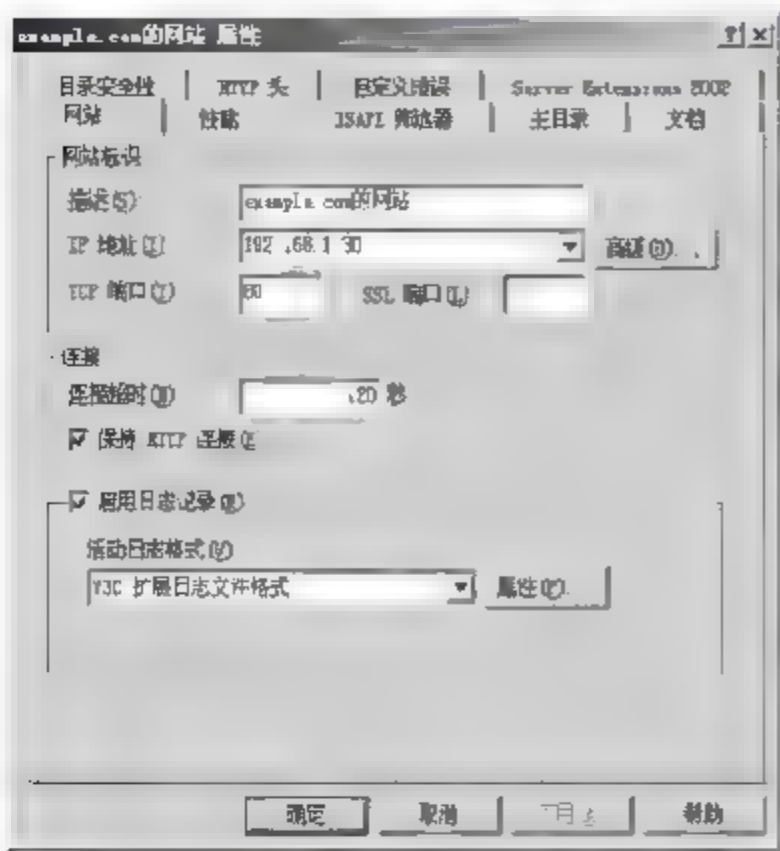 example.com的网站 属性
目录安全性 HTTP 头 自定义错误 Server Extensions 2002
网站 性能 ISAPI 筛选器 主目录 文档
网站标识
描述(S) example.com的网站
IP 地址(I) 192.168.1.30 高级(D)...
TCP 端口(T) 80 SSL 端口(L)
连接
连接超时(N) 120 秒
保持 HTTP 连接(K)
启用日志记录(E)
活动日志格式(V)
W3C 扩展日志文件格式 属性(P)...
确定 取消 帮助